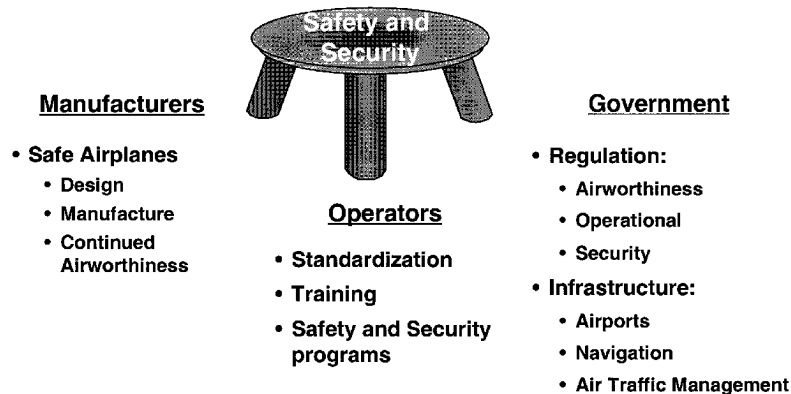 Safety and
Security
Manufacturers
• Safe Airplanes
• Design
• Manufacture
• Continued
Airworthiness
Operators
• Standardization
• Training
• Safety and Security
programs
Government
• Regulation:
• Airworthiness
• Operational
• Security
• Infrastructure:
• Airports
• Navigation
• Air Traffic Management